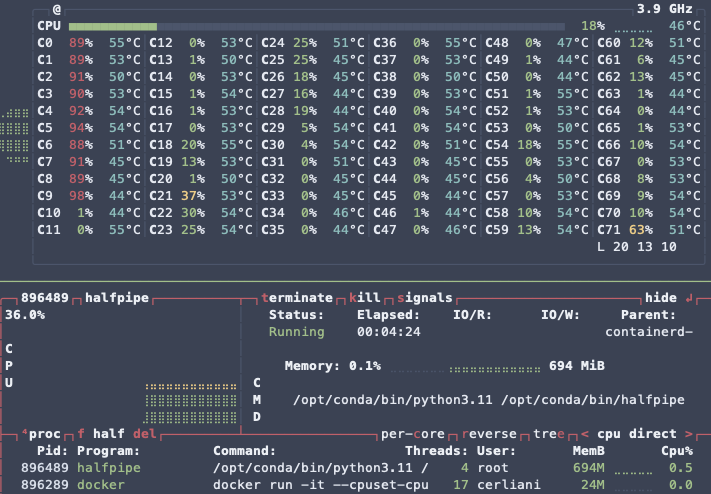 @ 3.9 GHz
CPU 18% 46°C
C0 89% 55°C C12 0% 53°C C24 25% 51°C C36 0% 55°C C48 0% 47°C C60 12% 51°C
C1 89% 53°C C13 1% 50°C C25 25% 45°C C37 0% 53°C C49 1% 44°C C61 6% 45°C
C2 91% 50°C C14 0% 53°C C26 18% 45°C C38 0% 50°C C50 0% 44°C C62 13% 45°C
C3 90% 54°C C15 1% 53°C C27 16% 44°C C39 0% 54°C C51 2% 44°C C63 1% 44°C
C4 92% 54°C C16 1% 53°C C28 19% 44°C C40 0% 54°C C52 1% 53°C C64 0% 44°C
C5 94% 54°C C17 0% 53°C C29 5% 54°C C41 0% 54°C C53 0% 50°C C65 1% 53°C
C6 88% 51°C C18 20% 55°C C30 4% 54°C C42 0% 51°C C54 18% 55°C C66 10% 54°C
C7 91% 45°C C19 13% 53°C C31 0% 51°C C43 0% 45°C C55 0% 53°C C67 0% 53°C
C8 89% 45°C C20 1% 52°C C32 0% 53°C C44 0% 45°C C56 4% 50°C C68 8% 53°C
C9 98% 44°C C21 37% 53°C C33 0% 50°C C45 0% 44°C C57 0% 53°C C69 9% 54°C
C10 1% 44°C C22 30% 54°C C34 0% 54°C C46 1% 44°C C58 10% 54°C C70 10% 54°C
C11 0% 55°C C23 25% 54°C C35 0% 44°C C47 0% 46°C C59 13% 54°C C71 63% 51°C
L 20 13 10
896489 halfpipe terminate kill signals hide ↲
36.0% Status: Elapsed: IO/R: IO/W: Parent:
Running 00:04:24 containerd-
C
P Memory: 0.1% 694 MiB
U C
M /opt/conda/bin/python3.11 /opt/conda/bin/halfpipe
D
⁴proc f half del per-core reverse tree < cpu direct >
Pid: Program: Command: Threads: User: MemB Cpu%
896489 halfpipe /opt/conda/bin/python3.11 / 4 root 694M 0.5
896289 docker docker run -it --cpuset-cpu 17 cerliani 24M 0.0